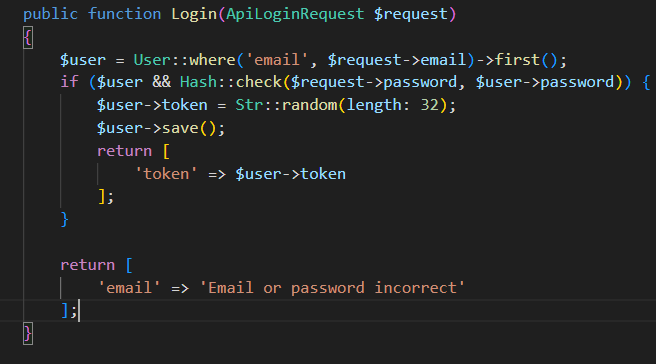 public function Login(ApiLoginRequest $request)
{
    $user = User::where('email', $request->email)->first();
    if ($user && Hash::check($request->password, $user->password)) {
        $user->token = Str::random(length: 32);
        $user->save();
        return [
            'token' => $user->token
        ];
    }

    return [
        'email' => 'Email or password incorrect'
    ];
}